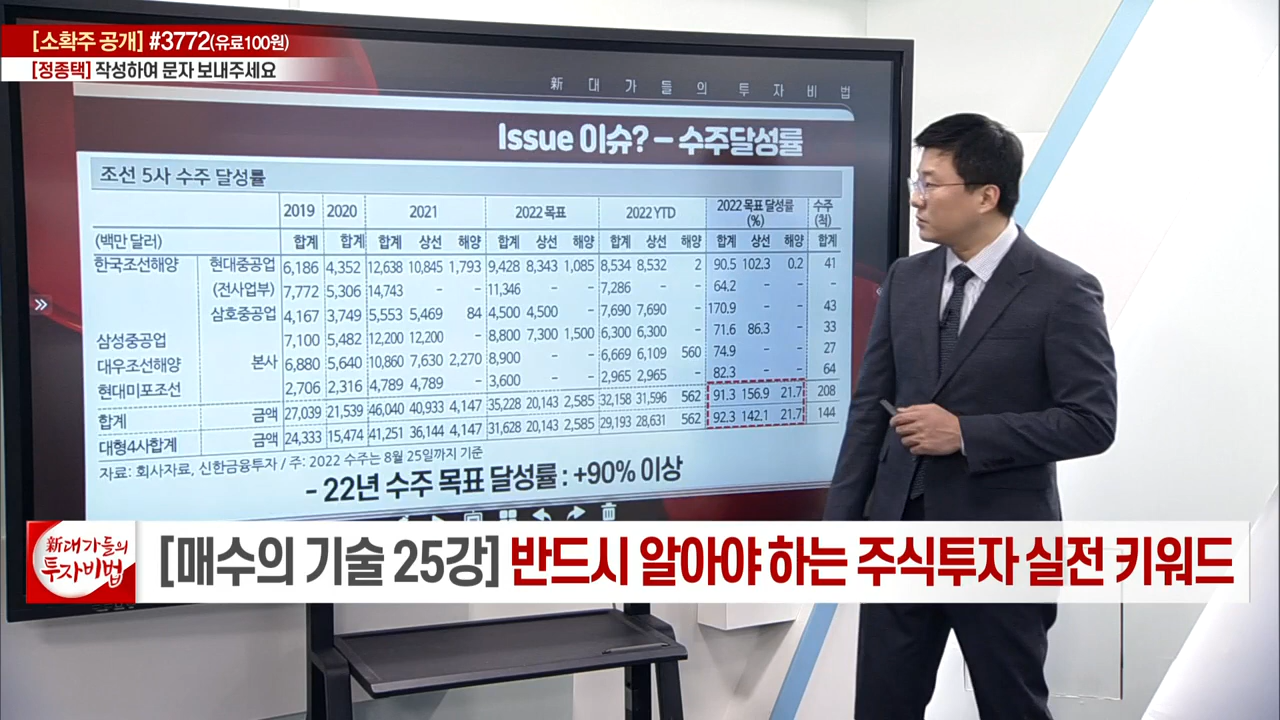 [소확주 공개] #3772(유료100원)
[정종택] 작성하여 문자 보내주세요
新 대 가 들 의 투 자 비 법
Issue 이슈? – 수주달성률
조선 5사 수주 달성률
2019 2020 2021 2022 목표 2022 YTD 2022 목표 달성률 (%) 수주 (척)
(백만 달러) 합계 합계 합계 상선 해양 합계 상선 해양 합계 상선 해양 합계 상선 해양 합계
한국조선해양 현대중공업 6,186 4,352 12,638 10,845 1,793 9,428 8,343 1,085 8,534 8,532 2 90.5 102.3 0.2 41
(전사업부) 7,772 5,306 14,743 – – 11,346 – – 7,286 – – 64.2 – – –
삼호중공업 4,167 3,749 5,553 5,469 84 4,500 4,500 – 7,690 7,690 – 170.9 – – 43
삼성중공업 7,100 5,482 12,200 12,200 – 8,800 7,300 1,500 6,300 6,300 – 71.6 86.3 – 33
대우조선해양 본사 6,880 5,640 10,860 7,630 2,270 8,900 – – 6,669 6,109 560 74.9 – – 27
현대미포조선 2,706 2,316 4,789 4,789 – 3,600 – – 2,965 2,965 – 82.3 – – 64
합계 금액 27,039 21,539 46,040 40,933 4,147 35,228 20,143 2,585 32,158 31,596 562 91.3 156.9 21.7 208
대형4사합계 금액 24,333 15,474 41,251 36,144 4,147 31,628 20,143 2,585 29,193 28,631 562 92.3 142.1 21.7 144
자료: 회사자료, 신한금융투자 / 주: 2022 수주는 8월 25일까지 기준
- 22년 수주 목표 달성률 : +90% 이상
新대가들의
투자비법
[매수의 기술 25강] 반드시 알아야 하는 주식투자 실전 키워드